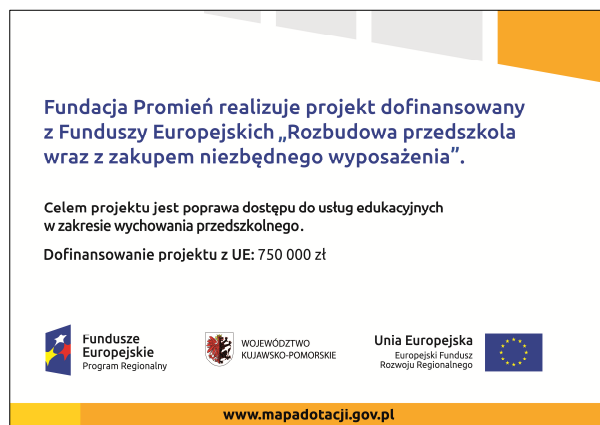 Fundacja Promień realizuje projekt dofinansowany
z Funduszy Europejskich „Rozbudowa przedszkola
wraz z zakupem niezbędnego wyposażenia”.
Celem projektu jest poprawa dostępu do usług edukacyjnych
w zakresie wychowania przedszkolnego.
Dofinansowanie projektu z UE: 750 000 zł
Fundusze
Europejskie
Program Regionalny
WOJEWÓDZTWO
KUJAWSKO-POMORSKIE
Unia Europejska
Europejski Fundusz
Rozwoju Regionalnego
www.mapadotacji.gov.pl